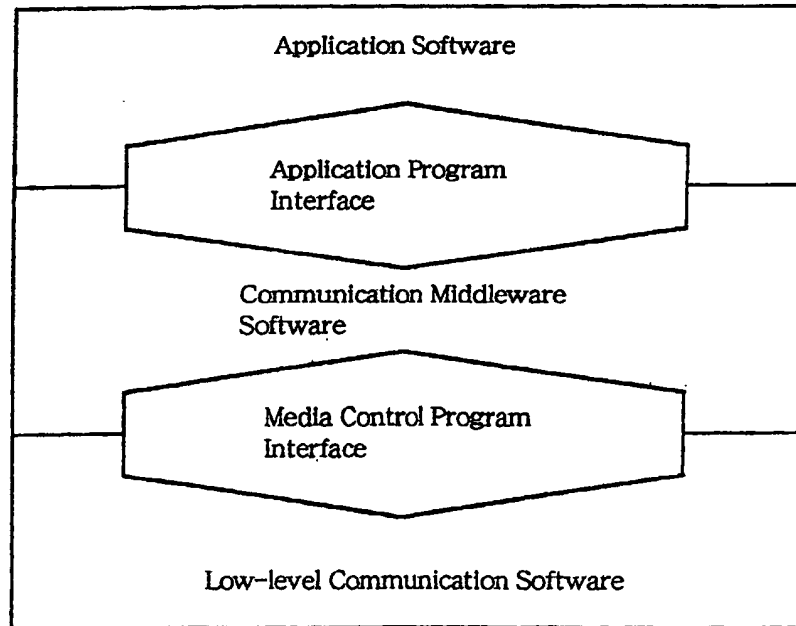 Application Software
Application Program
Interface
Communication Middleware
Software
Media Control Program
Interface
Low-level Communication Software